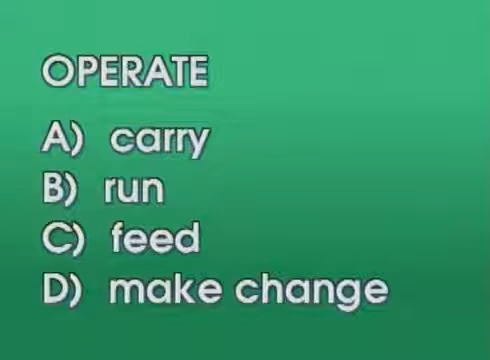 OPERATE
A) carry
B) run
C) feed
D) make change